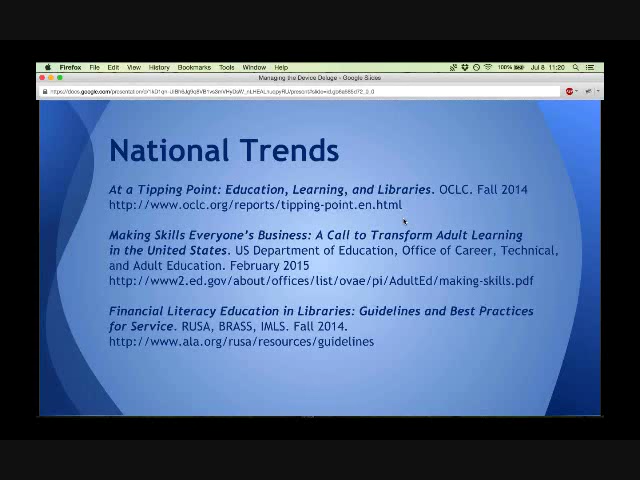 Firefox File Edit View History Bookmarks Tools Window Help 100% Jul 8 11:20
Managing the Device Deluge - Google Slides
National Trends
At a Tipping Point: Education, Learning, and Libraries. OCLC. Fall 2014
http://www.oclc.org/reports/tipping-point.en.html
Making Skills Everyone's Business: A Call to Transform Adult Learning
in the United States. US Department of Education, Office of Career, Technical,
and Adult Education. February 2015
http://www2.ed.gov/about/offices/list/ovae/pi/AdultEd/making-skills.pdf
Financial Literacy Education in Libraries: Guidelines and Best Practices
for Service. RUSA, BRASS, IMLS. Fall 2014.
http://www.ala.org/rusa/resources/guidelines